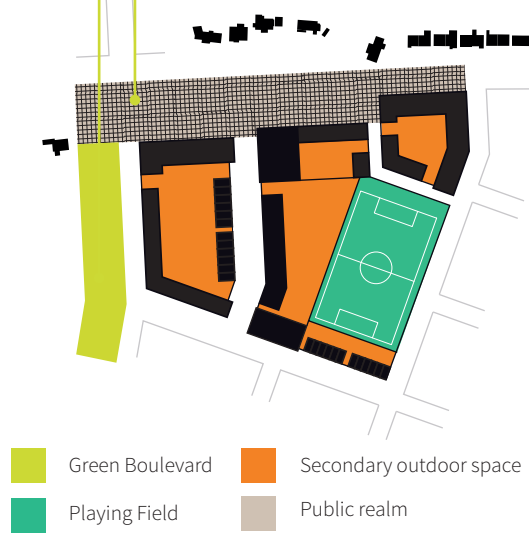 Green Boulevard
Secondary outdoor space
Playing Field
Public realm